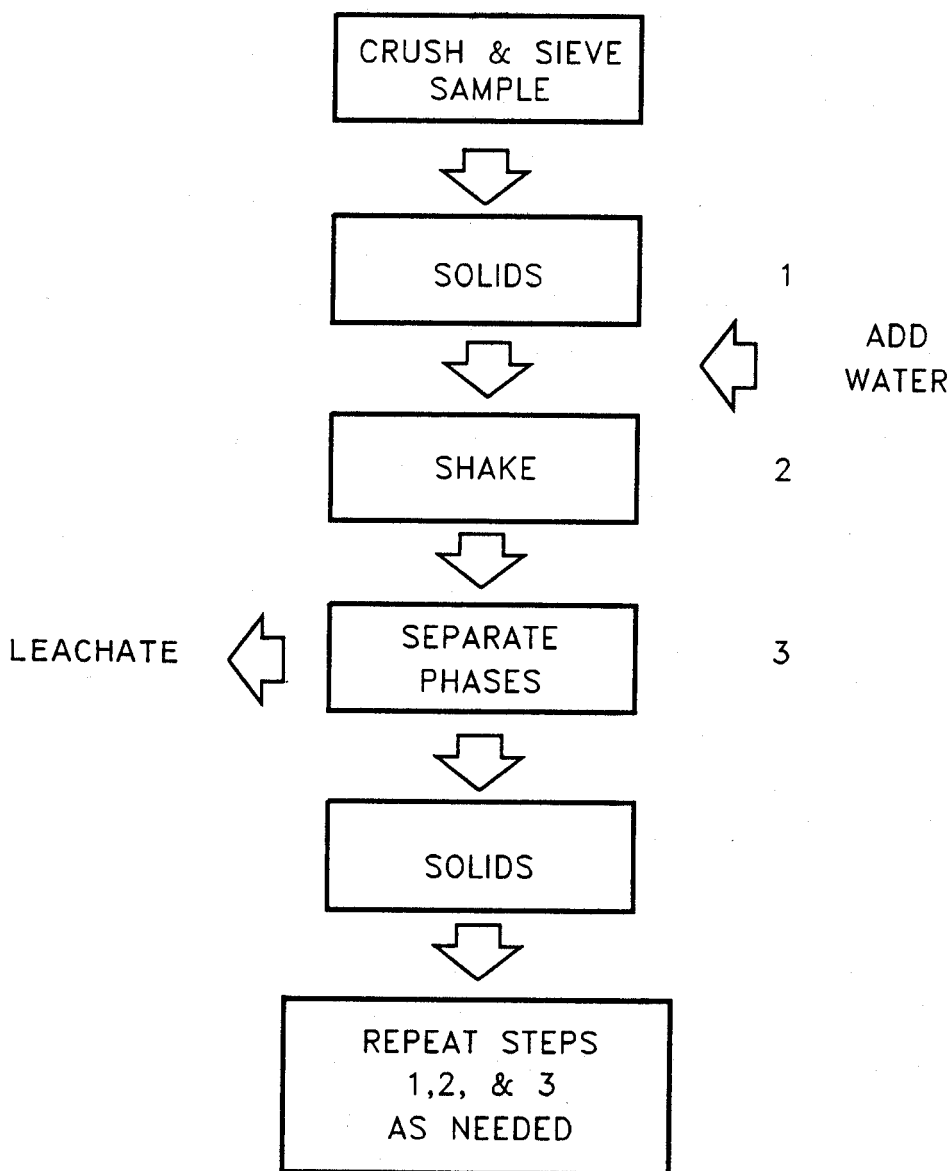 CRUSH & SIEVE
SAMPLE
SOLIDS
1
ADD
WATER
SHAKE
2
LEACHATE
SEPARATE
PHASES
3
SOLIDS
REPEAT STEPS
1,2, & 3
AS NEEDED